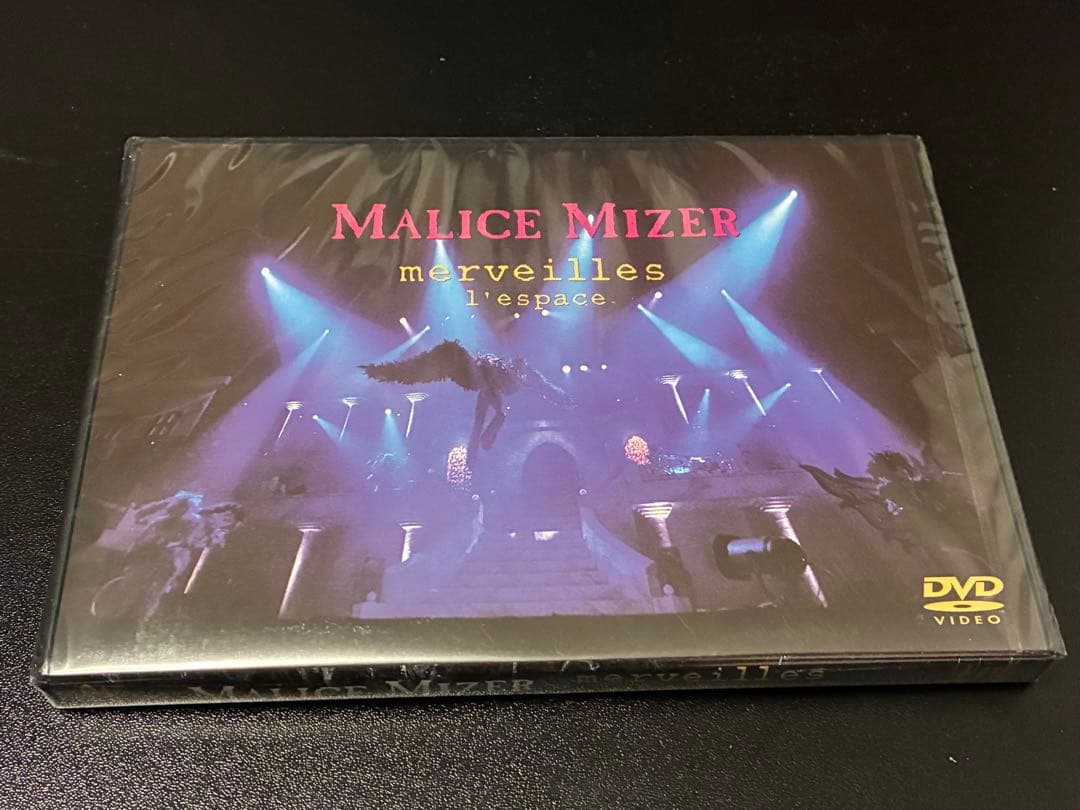 MALICE MIZER
merveilles
l'espace
DVD
VIDEO
MALICE MIZER merveilles